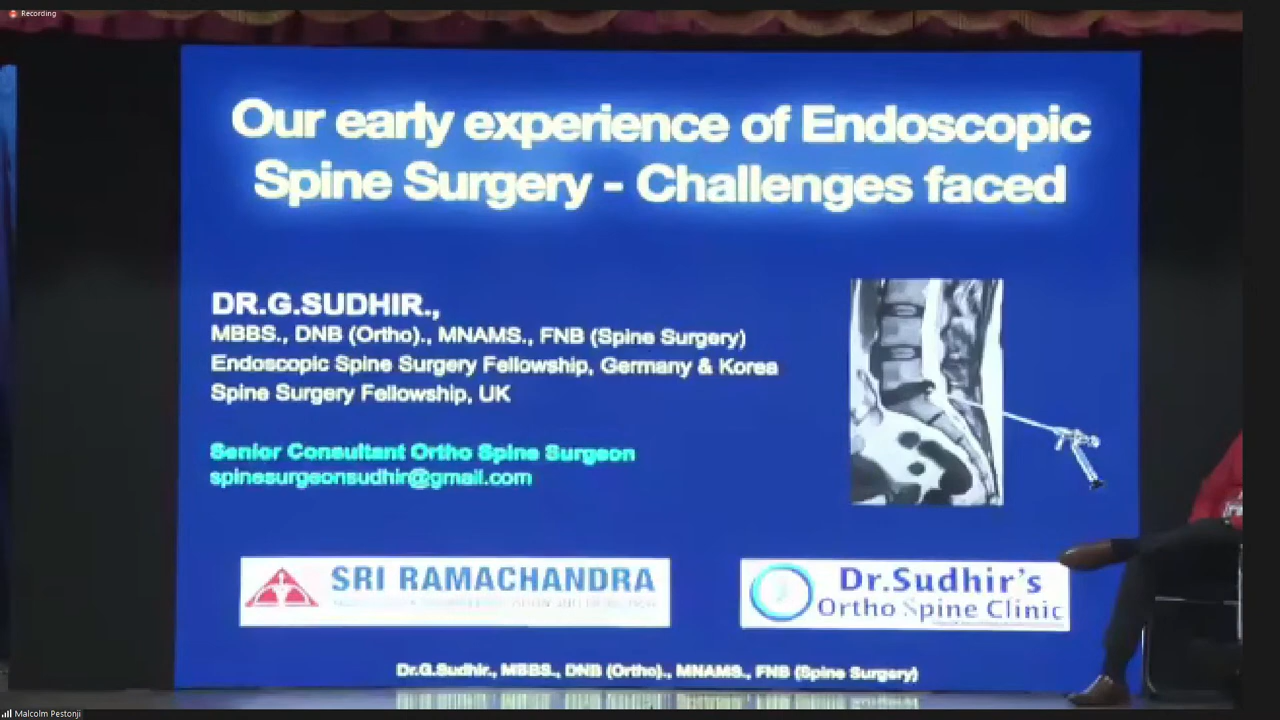 Recording
Our early experience of Endoscopic
Spine Surgery - Challenges faced
DR.G.SUDHIR.,
MBBS., DNB (Ortho)., MNAMS., FNB (Spine Surgery)
Endoscopic Spine Surgery Fellowship, Germany & Korea
Spine Surgery Fellowship, UK
Senior Consultant Ortho Spine Surgeon
spinesurgeonsudhir@gmail.com
SRI RAMACHANDRA
Dr.Sudhir's
Ortho Spine Clinic
Dr.G.Sudhir., MBBS., DNB (Ortho)., MNAMS., FNB (Spine Surgery)
Malcolm Pestonji